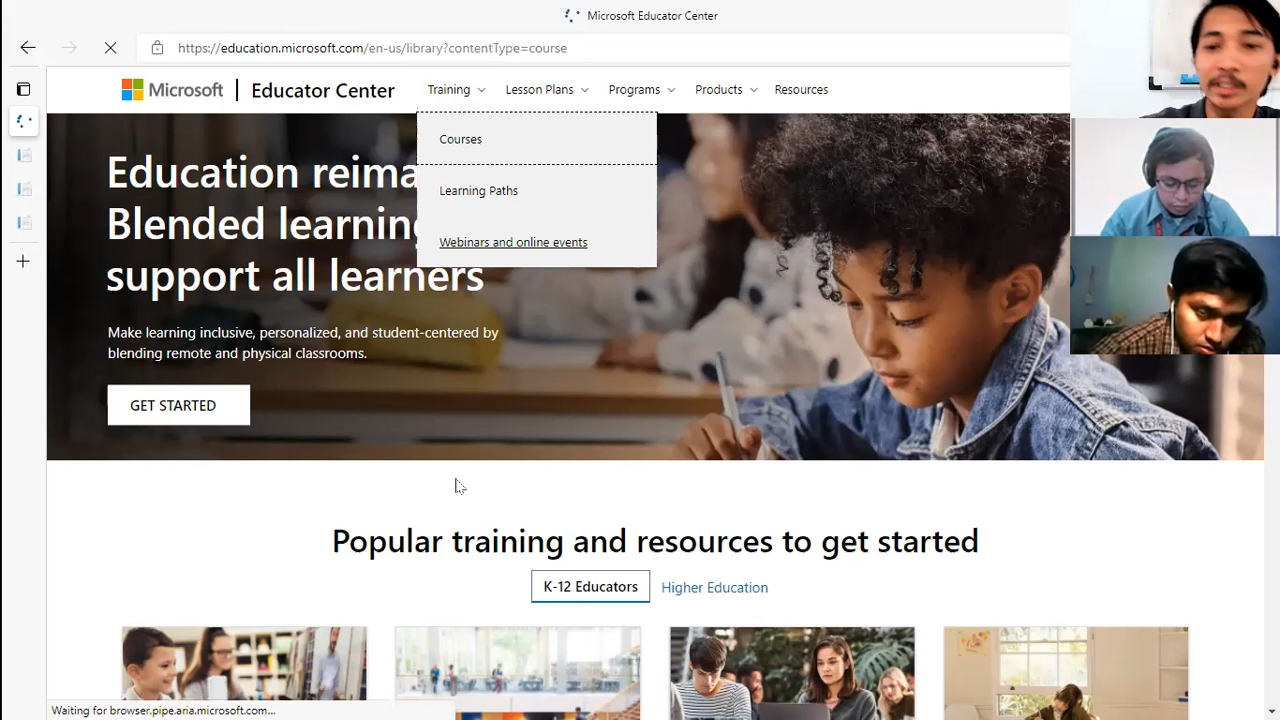 Microsoft Educator Center
https://education.microsoft.com/en-us/library?contentType=course
Microsoft | Educator Center
Training
Lesson Plans
Programs
Products
Resources
Courses
Learning Paths
Webinars and online events
Education reima
Blended learning
support all learners
Make learning inclusive, personalized, and student-centered by
blending remote and physical classrooms.
GET STARTED
Popular training and resources to get started
K-12 Educators
Higher Education
Waiting for browser.pipe.aria.microsoft.com...